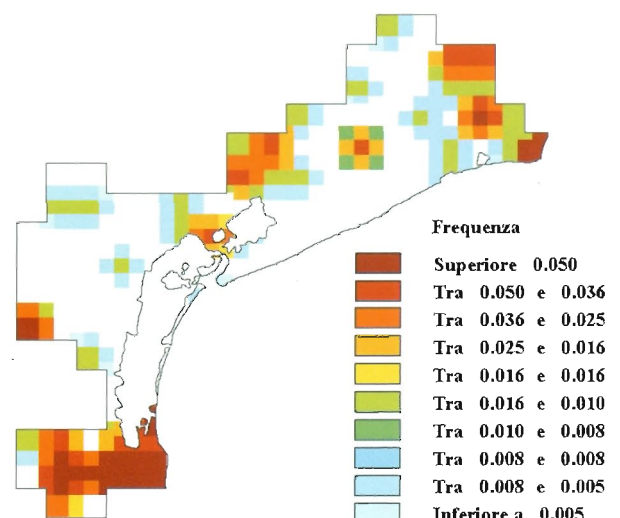 Frequenza
Superiore 0.050
Tra 0.050 e 0.036
Tra 0.036 e 0.025
Tra 0.025 e 0.016
Tra 0.016 e 0.016
Tra 0.016 e 0.010
Tra 0.010 e 0.008
Tra 0.008 e 0.008
Tra 0.008 e 0.005
Inferiore a 0.005